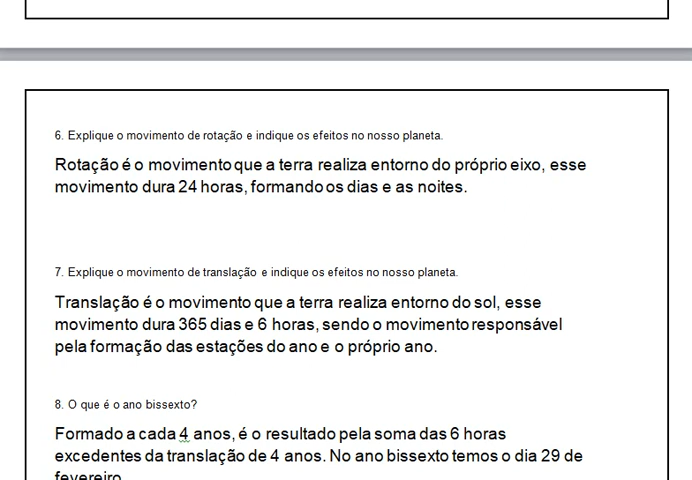 6. Explique o movimento de rotação e indique os efeitos no nosso planeta.
Rotação é o movimento que a terra realiza entorno do próprio eixo, esse
movimento dura 24 horas, formando os dias e as noites.
7. Explique o movimento de translação e indique os efeitos no nosso planeta.
Translação é o movimento que a terra realiza entorno do sol, esse
movimento dura 365 dias e 6 horas, sendo o movimento responsável
pela formação das estações do ano e o próprio ano.
8. O que é o ano bissexto?
Formado a cada 4 anos, é o resultado pela soma das 6 horas
excedentes da translação de 4 anos. No ano bissexto temos o dia 29 de
fevereiro